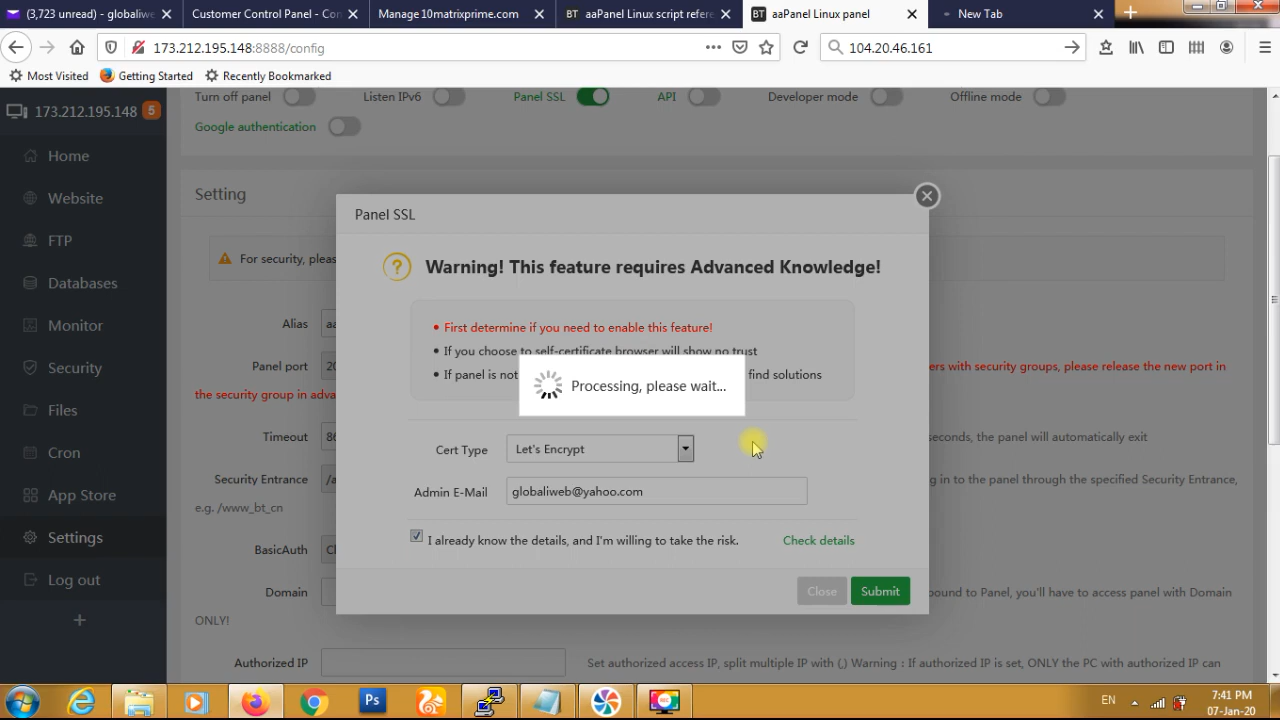 (3,723 unread) - globaliwe
Customer Control Panel - Con
Manage 10matrixprime.com
BT aaPanel Linux script refere
BT aaPanel Linux panel
New Tab
173.212.195.148:8888/config
104.20.46.161
Most Visited
Getting Started
Recently Bookmarked
173.212.195.148
5
Home
Website
FTP
Databases
Monitor
Security
Files
Cron
App Store
Settings
Log out
Turn off panel
Listen IPv6
Panel SSL
API
Developer mode
Offline mode
Google authentication
Setting
For security, pleas
Alias
aa
Panel port
20
ers with security groups, please release the new port in
the security group in adva
Timeout
86
seconds, the panel will automatically exit
Security Entrance
/a
g in to the panel through the specified Security Entrance,
e.g. /www_bt_cn
BasicAuth
Domain
bound to Panel, you'll have to access panel with Domain
ONLY!
Authorized IP
Set authorized access IP, split multiple IP with (,) Warning : If authorized IP is set, ONLY the PC with authorized IP can
Panel SSL
Warning! This feature requires Advanced Knowledge!
First determine if you need to enable this feature!
If you choose to self-certificate browser will show no trust
If panel is not
find solutions
Processing, please wait...
Cert Type
Let's Encrypt
Admin E-Mail
globaliweb@yahoo.com
I already know the details, and I'm willing to take the risk.
Check details
Close
Submit
Ps
EN
7:41 PM
07-Jan-20